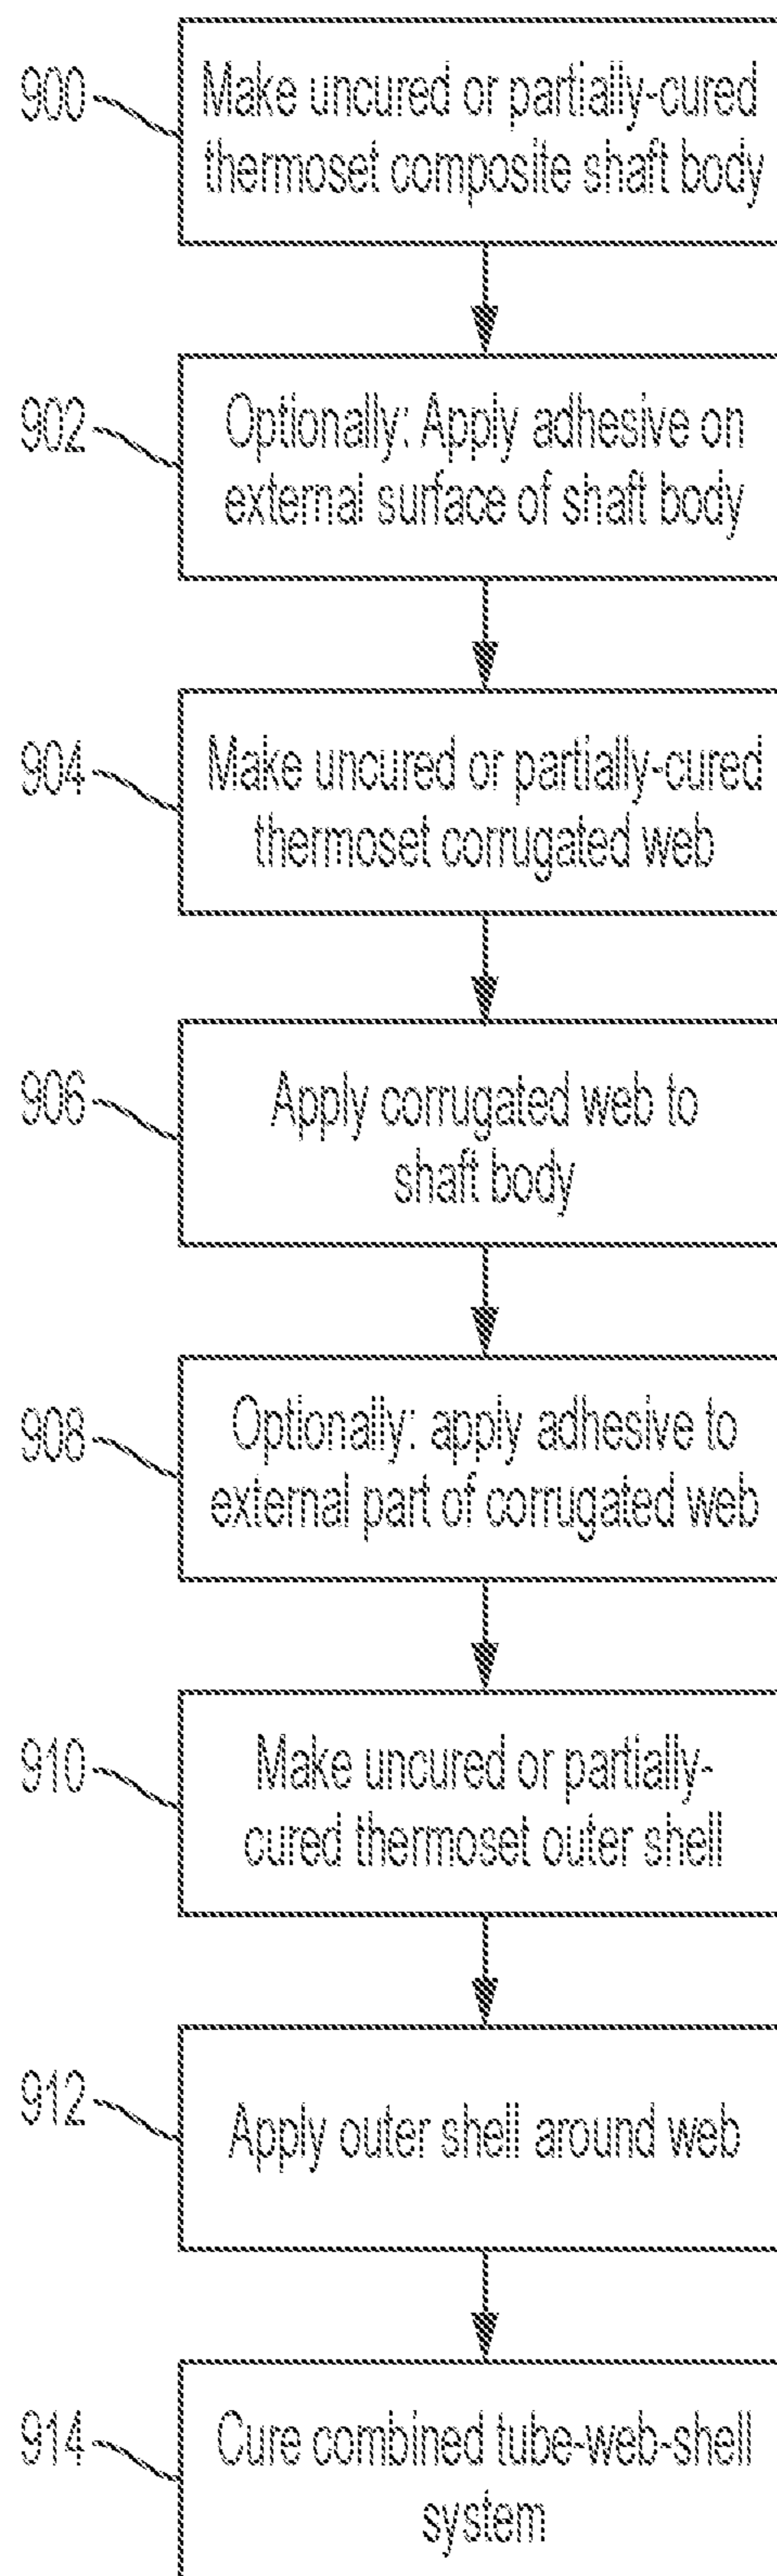 900
Make uncured or partially-cured
thermoset composite shaft body
902
Optionally: Apply adhesive on
external surface of shaft body
904
Make uncured or partially-cured
thermoset corrugated web
906
Apply corrugated web to
shaft body
908
Optionally: apply adhesive to
external part of corrugated web
910
Make uncured or partially-
cured thermoset outer shell
912
Apply outer shell around web
914
Cure combined tube-web-shell
system